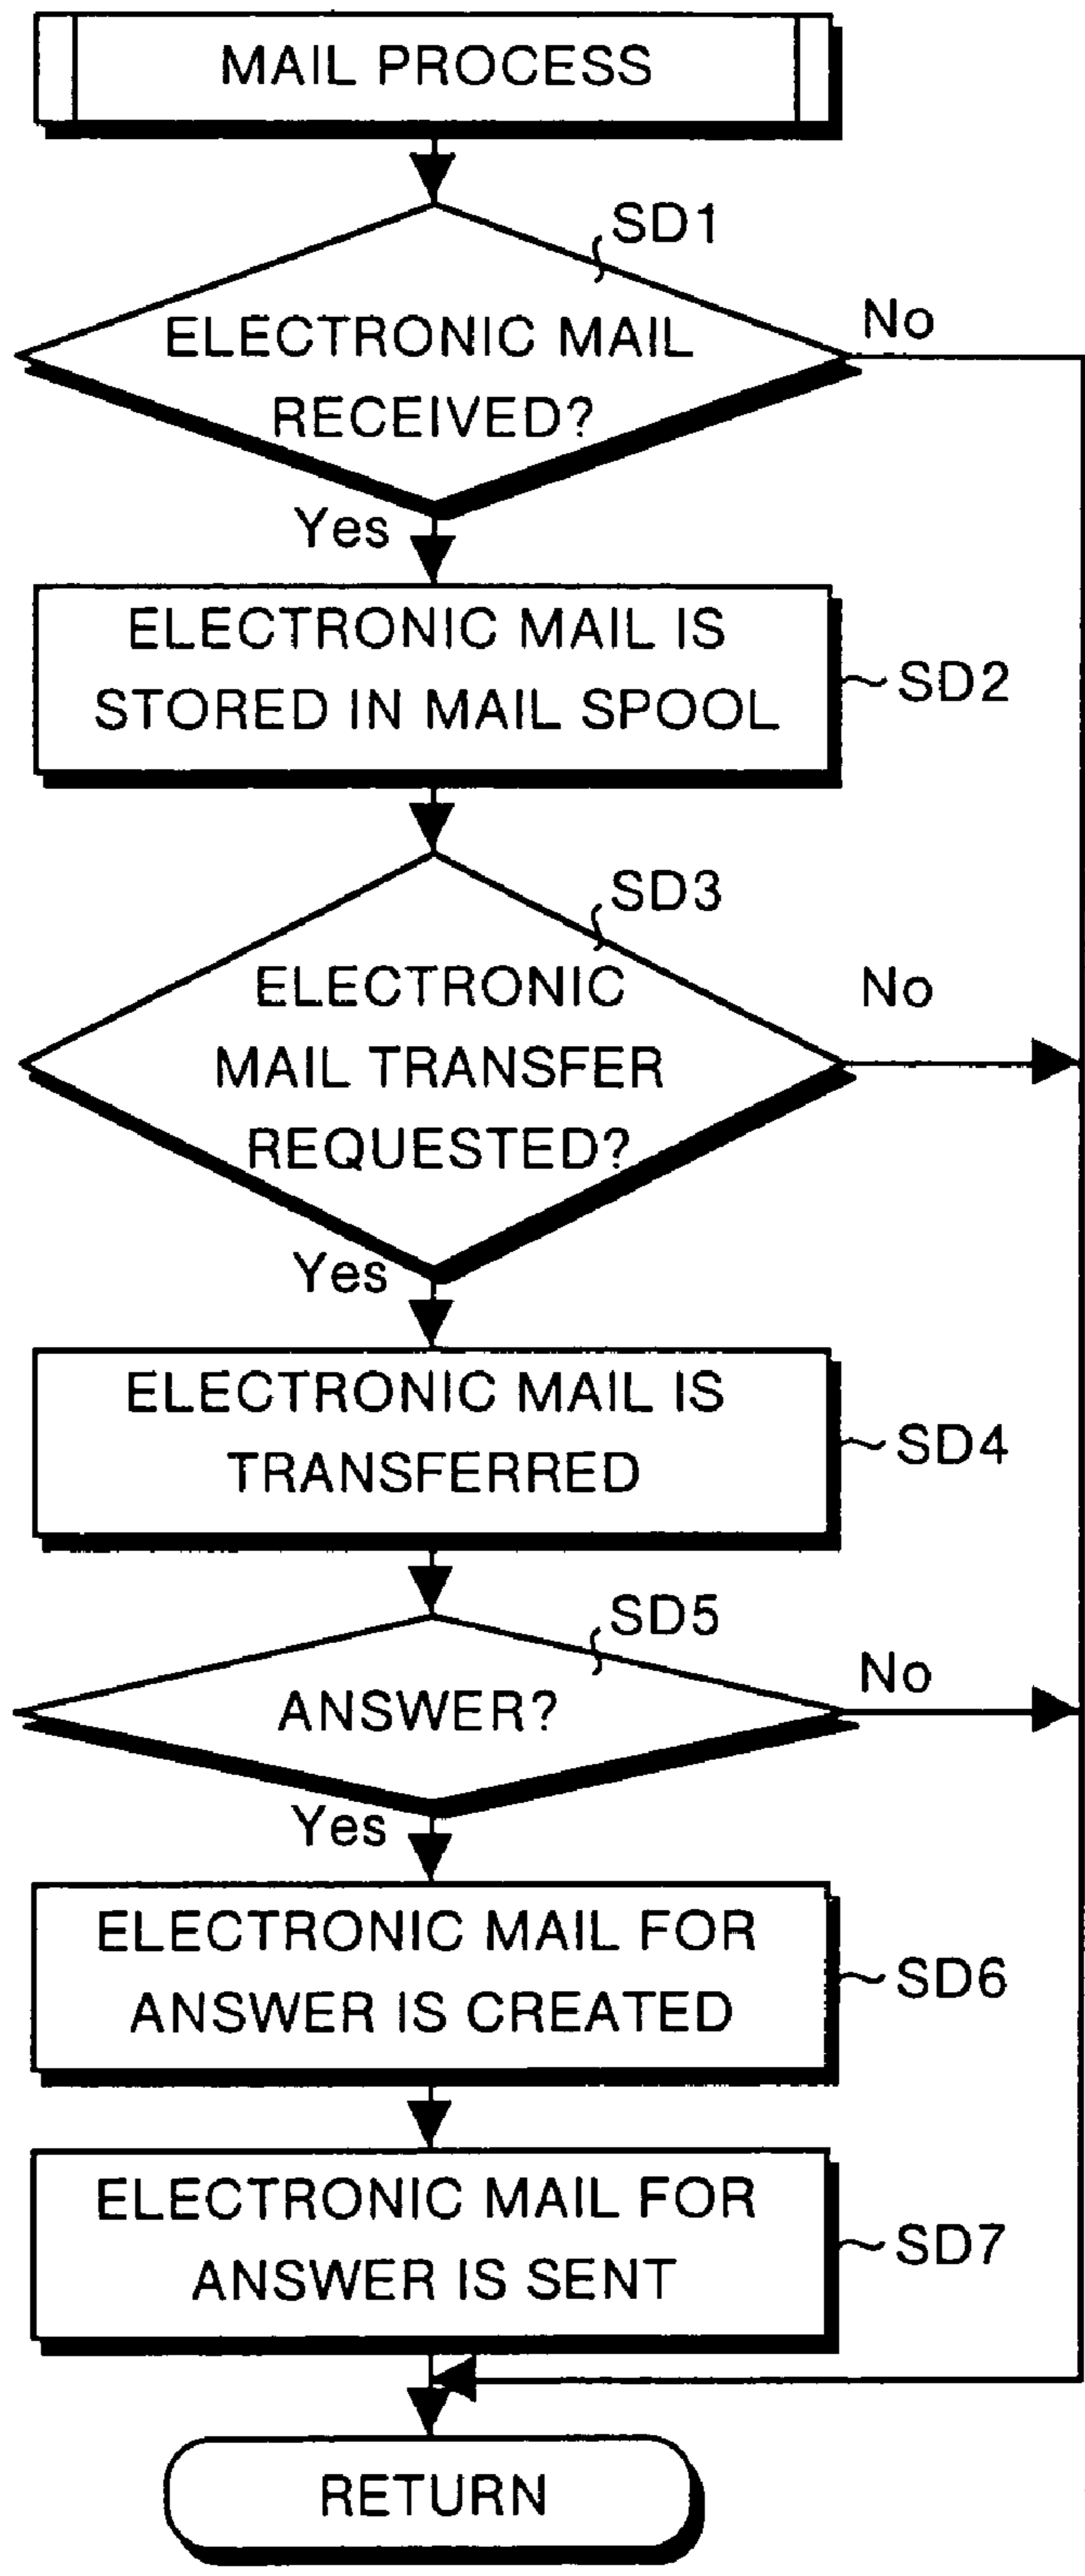 MAIL PROCESS
SD1
ELECTRONIC MAIL
RECEIVED?
No
Yes
ELECTRONIC MAIL IS
STORED IN MAIL SPOOL
SD2
SD3
ELECTRONIC
MAIL TRANSFER
REQUESTED?
No
Yes
ELECTRONIC MAIL IS
TRANSFERRED
SD4
SD5
ANSWER?
No
Yes
ELECTRONIC MAIL FOR
ANSWER IS CREATED
SD6
ELECTRONIC MAIL FOR
ANSWER IS SENT
SD7
RETURN